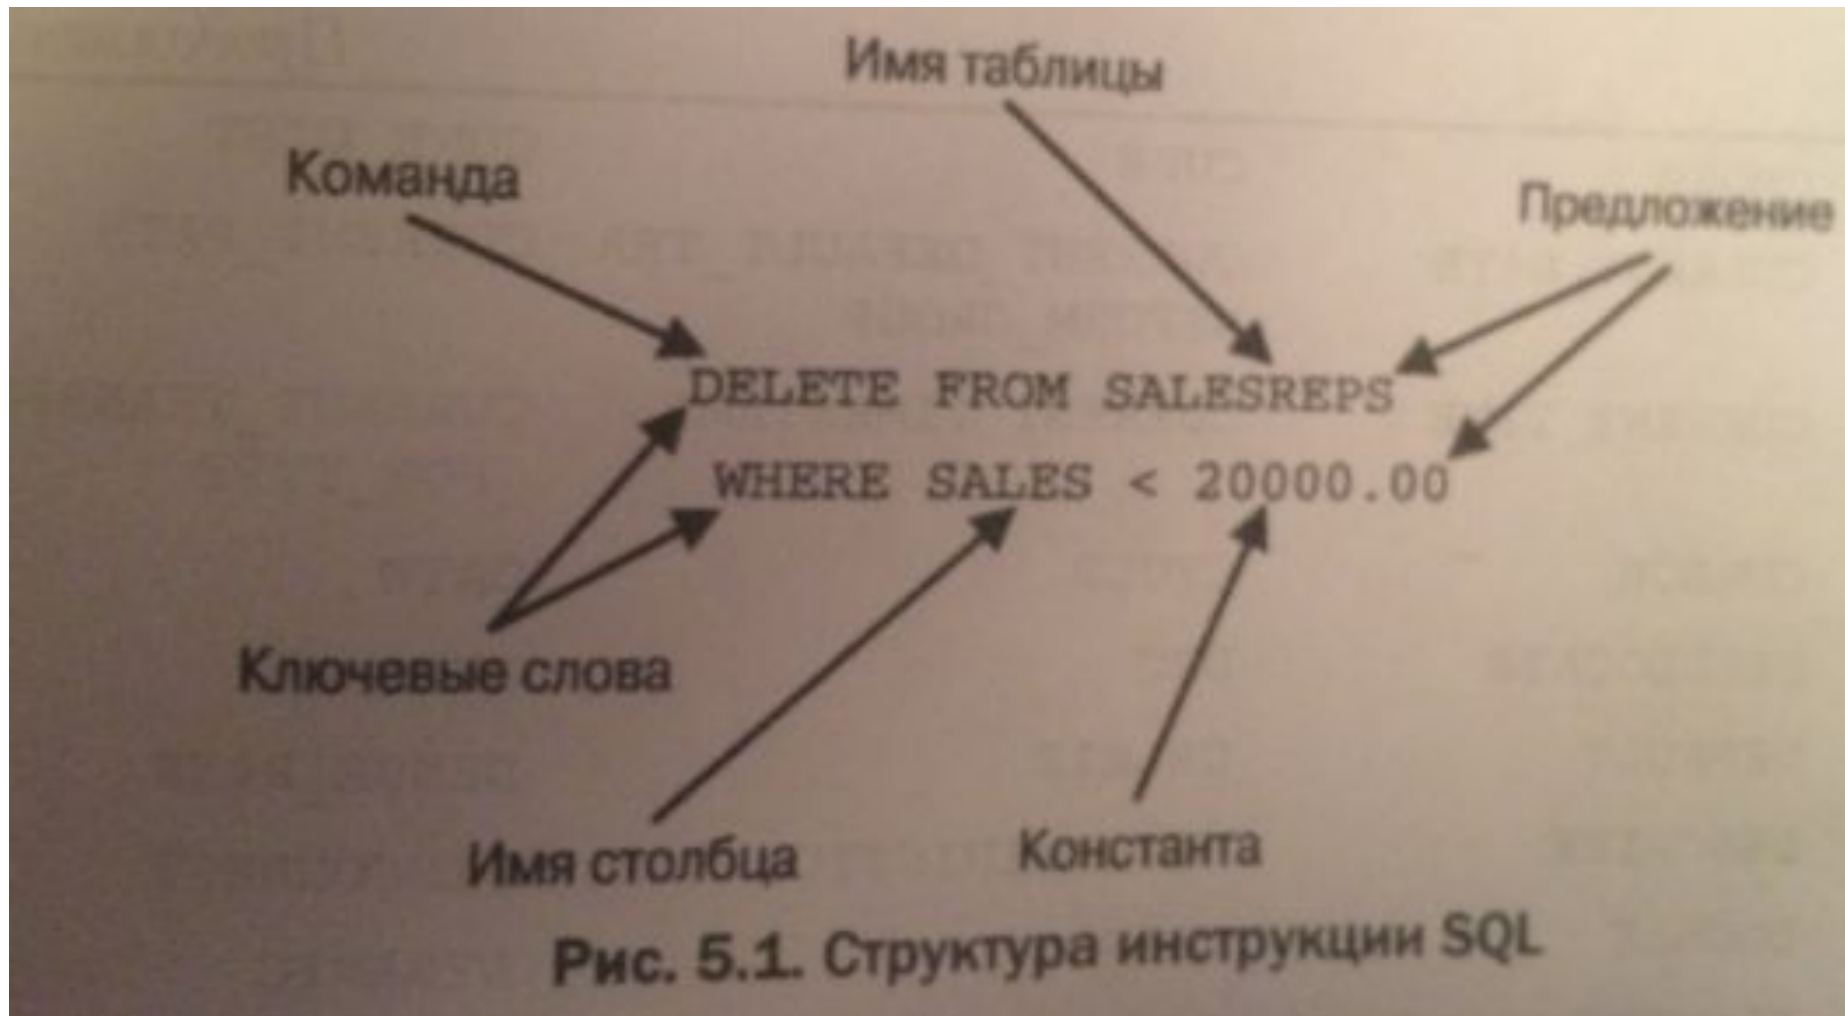 Имя таблицы
Команда
Предложение
DELETE FROM SALESREPS
WHERE SALES < 20000.00
Ключевые слова
Имя столбца
Константа
Рис. 5.1. Структура инструкции SQL